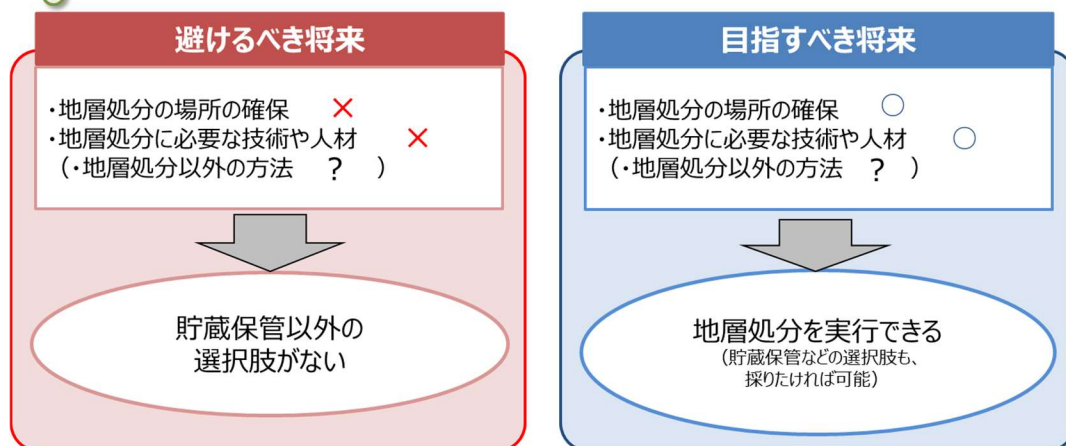 避けるべき将来
・地層処分の場所の確保 ×
・地層処分に必要な技術や人材 ×
（・地層処分以外の方法 ？ ）
貯蔵保管以外の
選択肢がない
目指すべき将来
・地層処分の場所の確保 ○
・地層処分に必要な技術や人材 ○
（・地層処分以外の方法 ？ ）
地層処分を実行できる
（貯蔵保管などの選択肢も、
採りたければ可能）